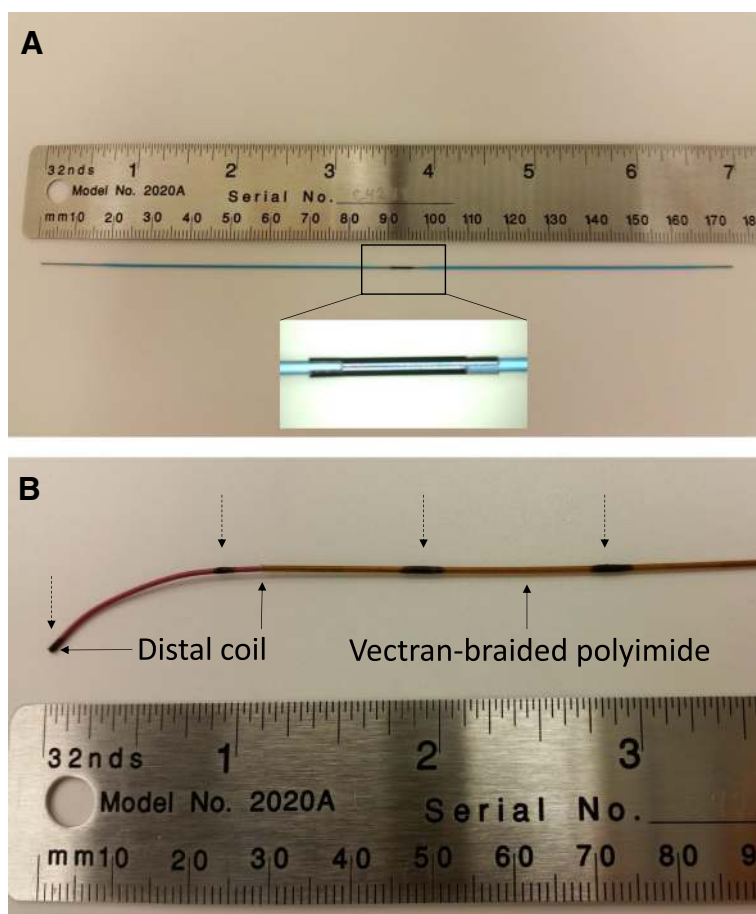 A
32nds 1 2 3 4 5 6 7
Model No. 2020A
Serial No.
mm10 20 30 40 50 60 70 80 90 100 110 120 130 140 150 160 170 18
B
Distal coil
Vectran-braided polyimide
32nds 1 2 3
Model No. 2020A
Serial No.
mm10 20 30 40 50 60 70 80 9